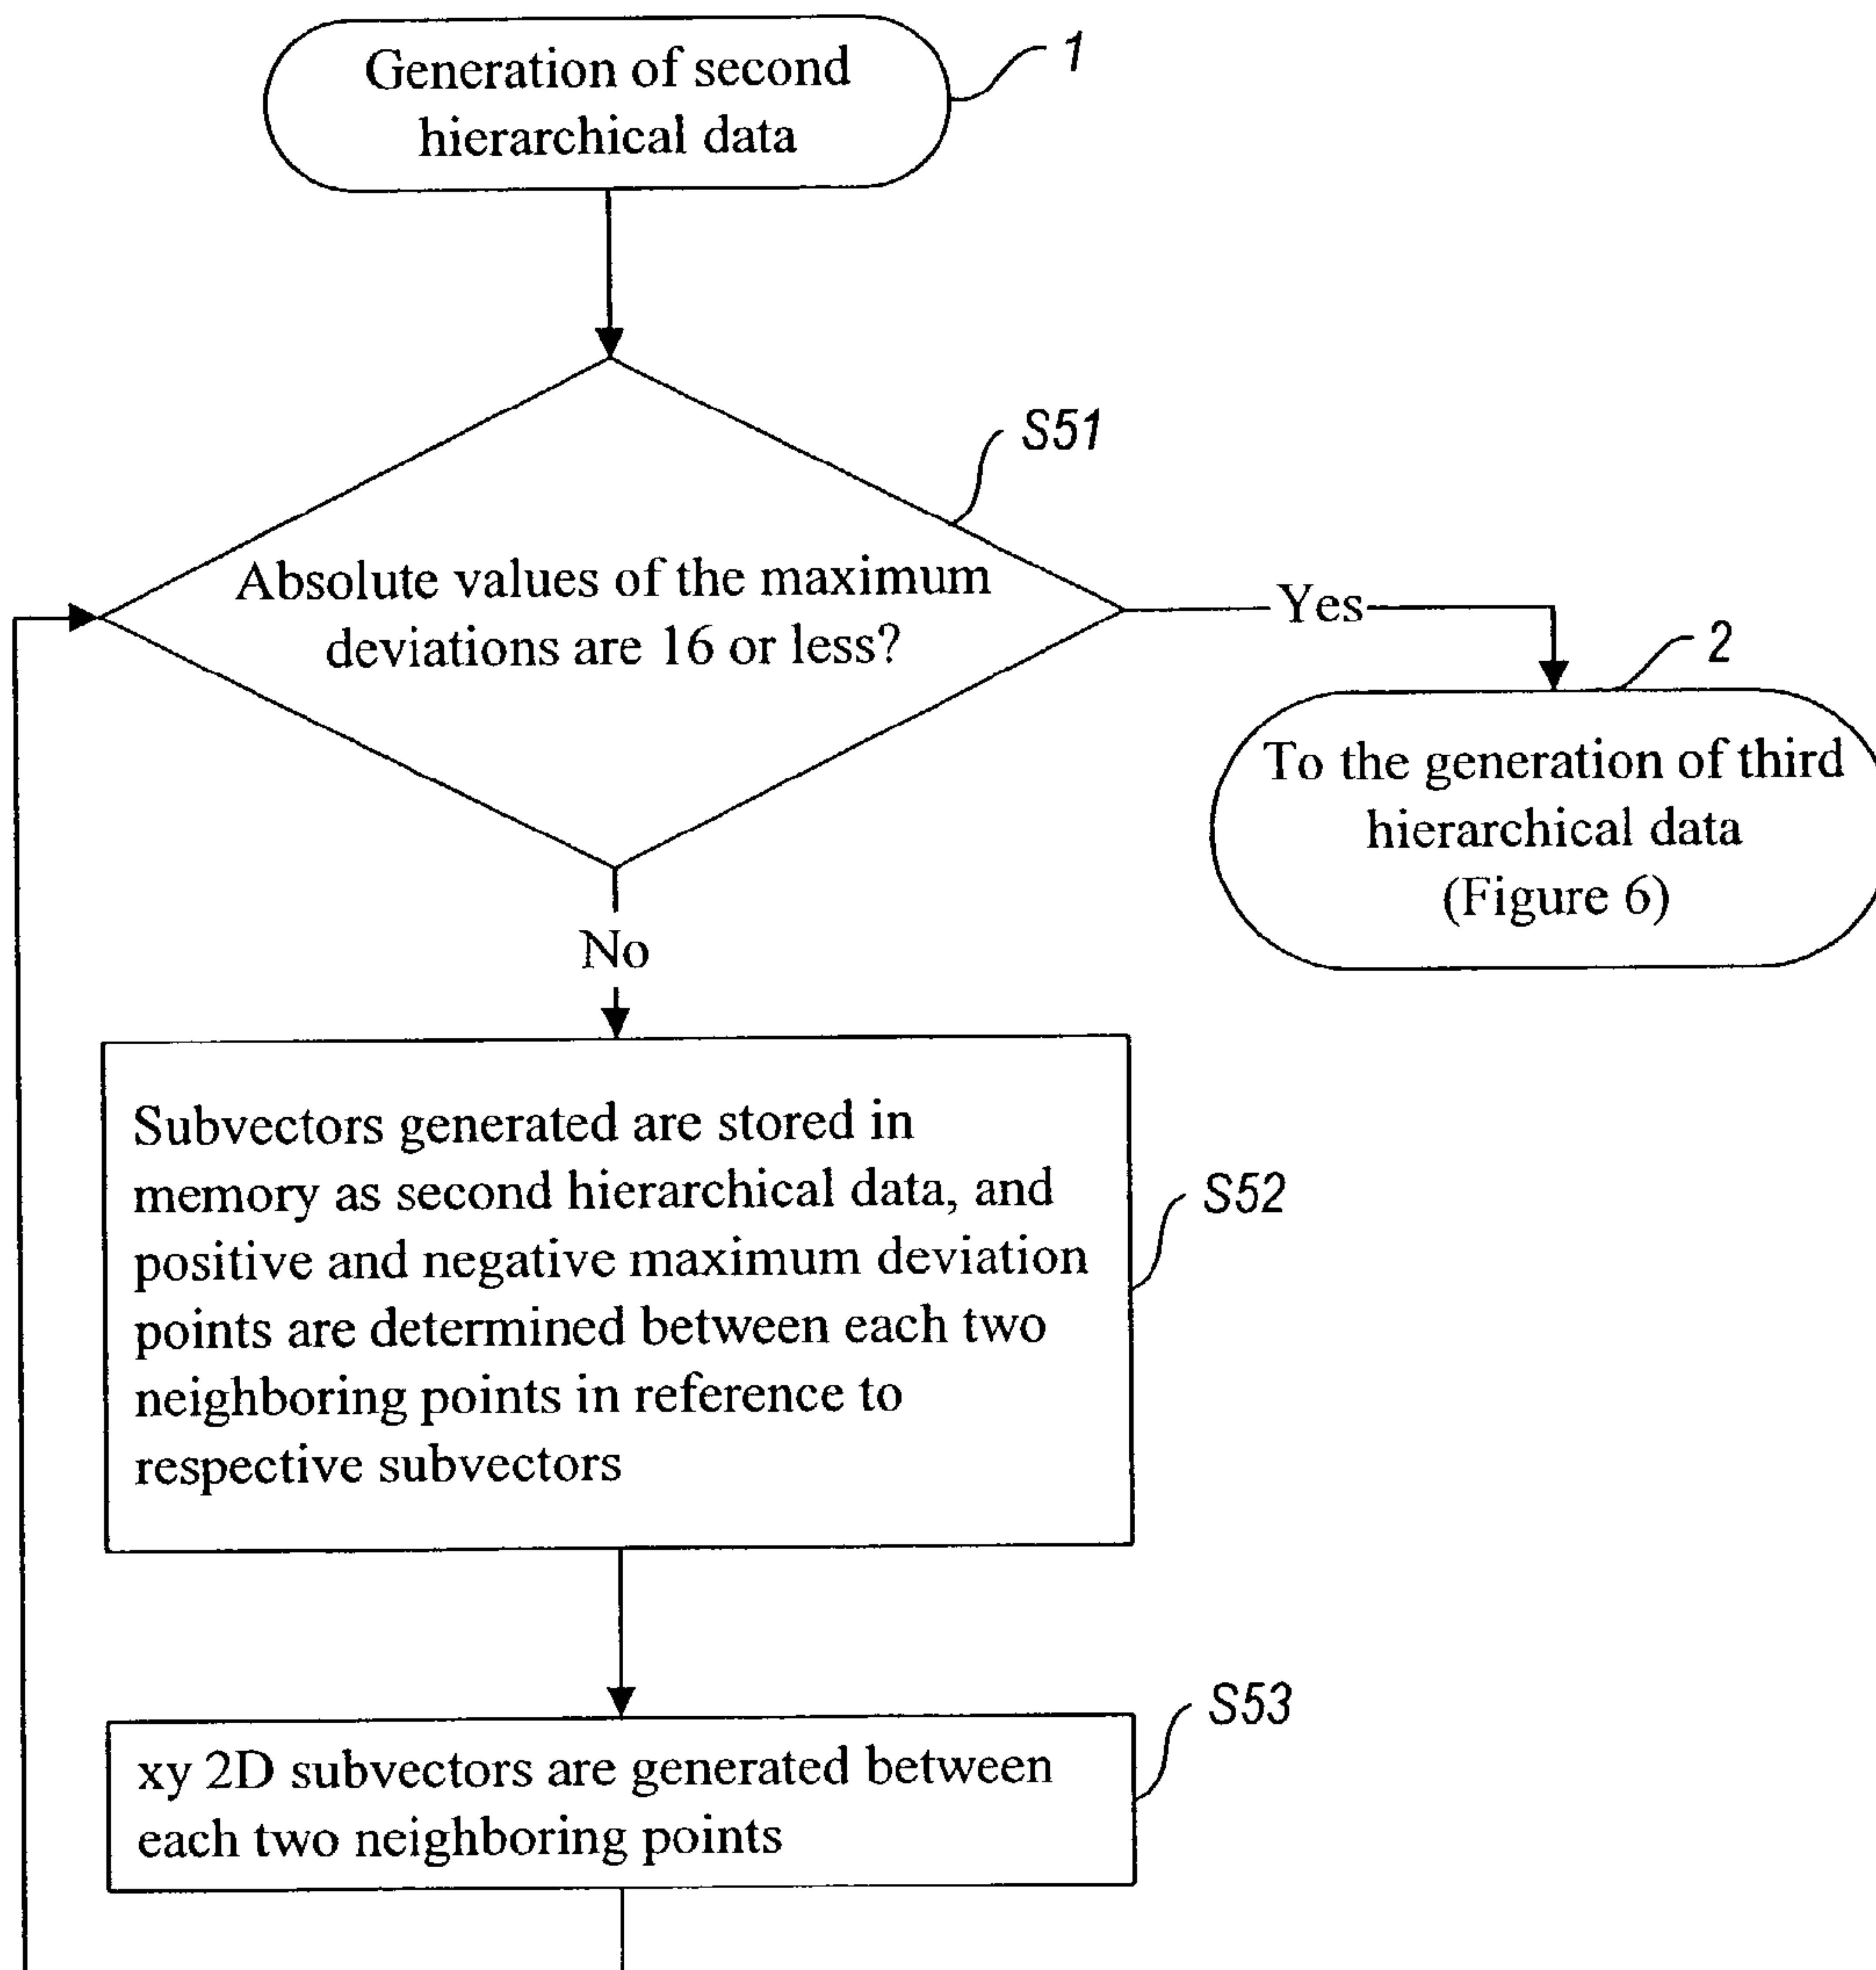 Generation of second
hierarchical data
1
S51
Absolute values of the maximum
deviations are 16 or less?
Yes
2
To the generation of third
hierarchical data
(Figure 6)
No
Subvectors generated are stored in
memory as second hierarchical data, and
positive and negative maximum deviation
points are determined between each two
neighboring points in reference to
respective subvectors
S52
S53
xy 2D subvectors are generated between
each two neighboring points